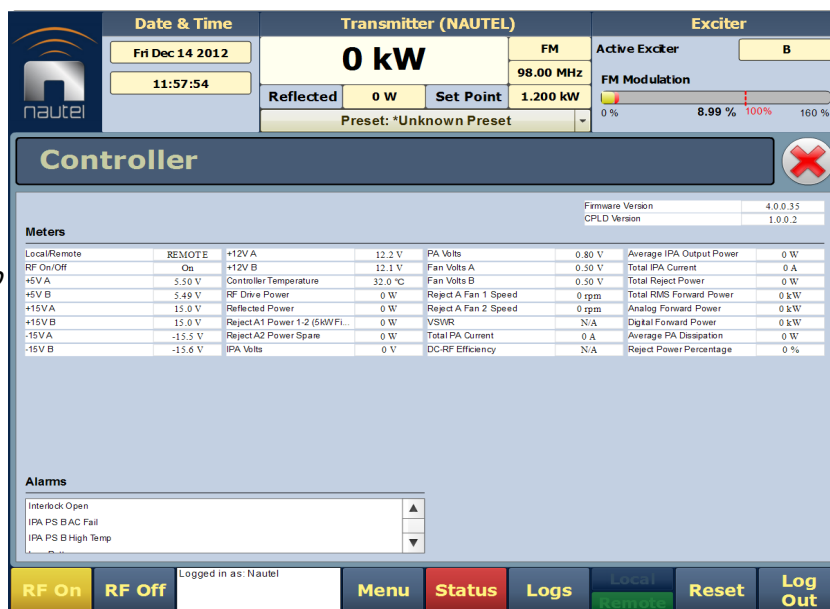 Date & Time
Transmitter (NAUTEL)
Exciter
Fri Dec 14 2012
11:57:54
0 kW
FM
98.00 MHz
Reflected
0 W
Set Point
1.200 kW
Preset: *Unknown Preset
Active Exciter
B
FM Modulation
0 %
8.99 %
100%
160 %
nautel
Controller
Firmware Version 4.0.0.35
CPLD Version 1.0.0.2
Meters
Local/Remote REMOTE +12V A 12.2 V PA Volts 0.80 V Average IPA Output Power 0 W
RF On/Off On +12V B 12.1 V Fan Volts A 0.50 V Total IPA Current 0 A
+5V A 5.50 V Controller Temperature 32.0 °C Fan Volts B 0.50 V Total Reject Power 0 W
+5V B 5.49 V RF Drive Power 0 W Reject A Fan 1 Speed 0 rpm Total RMS Forward Power 0 kW
+15V A 15.0 V Reflected Power 0 W Reject A Fan 2 Speed 0 rpm Analog Forward Power 0 kW
+15V B 15.0 V Reject A1 Power 1-2 (5kW Fi... 0 W VSWR N/A Digital Forward Power 0 kW
-15V A -15.5 V Reject A2 Power Spare 0 W Total PA Current 0 A Average PA Dissipation 0 W
-15V B -15.6 V IPA Volts 0 V DC-RF Efficiency N/A Reject Power Percentage 0 %
Alarms
Interlock Open
IPA PS B AC Fail
IPA PS B High Temp
RF On
RF Off
Logged in as: Nautel
Menu
Status
Logs
Local
Remote
Reset
Log
Out